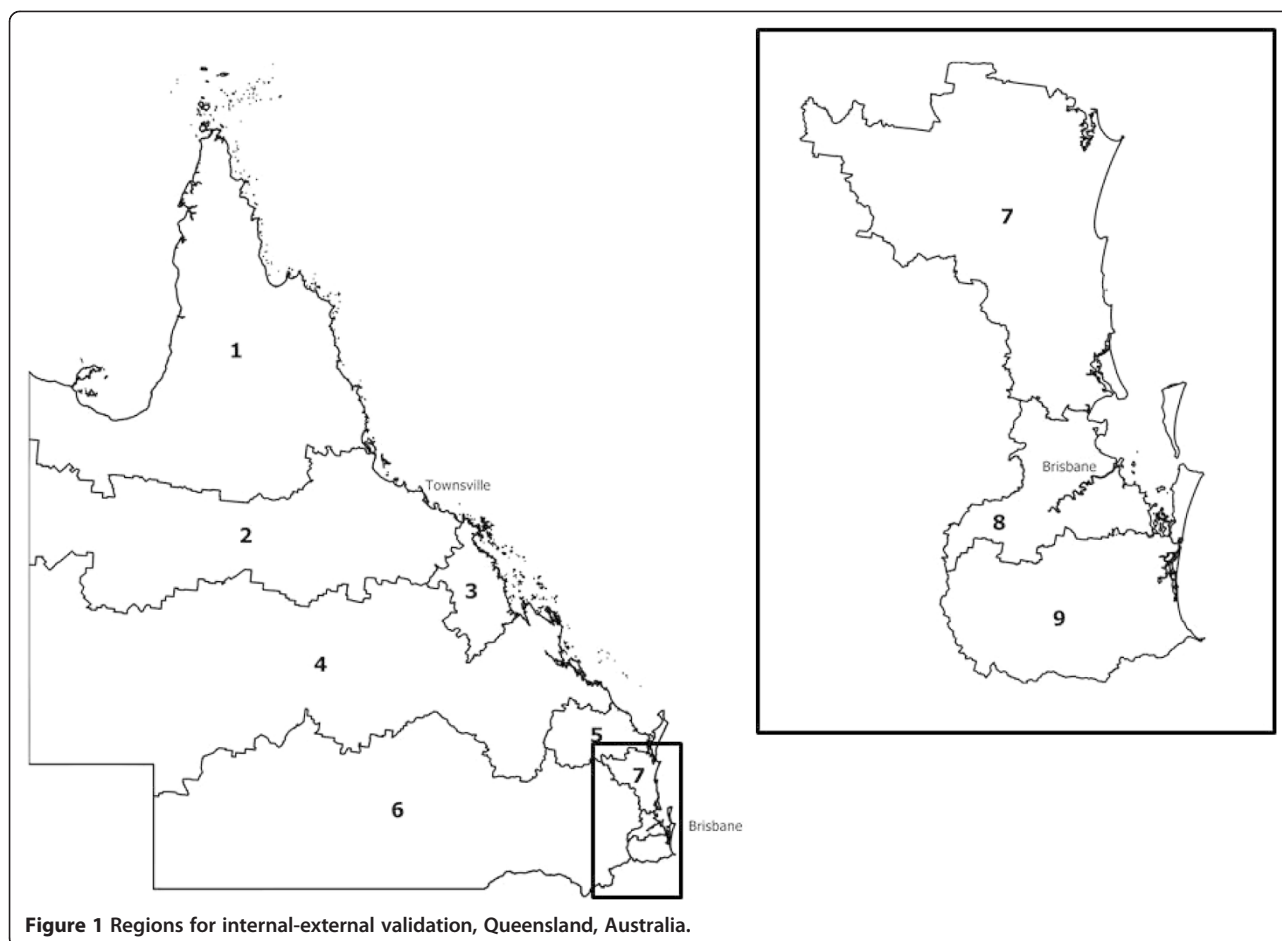 1
Townsville
2
3
4
5
7
6
Brisbane
7
Brisbane
8
9
Figure 1 Regions for internal-external validation, Queensland, Australia.